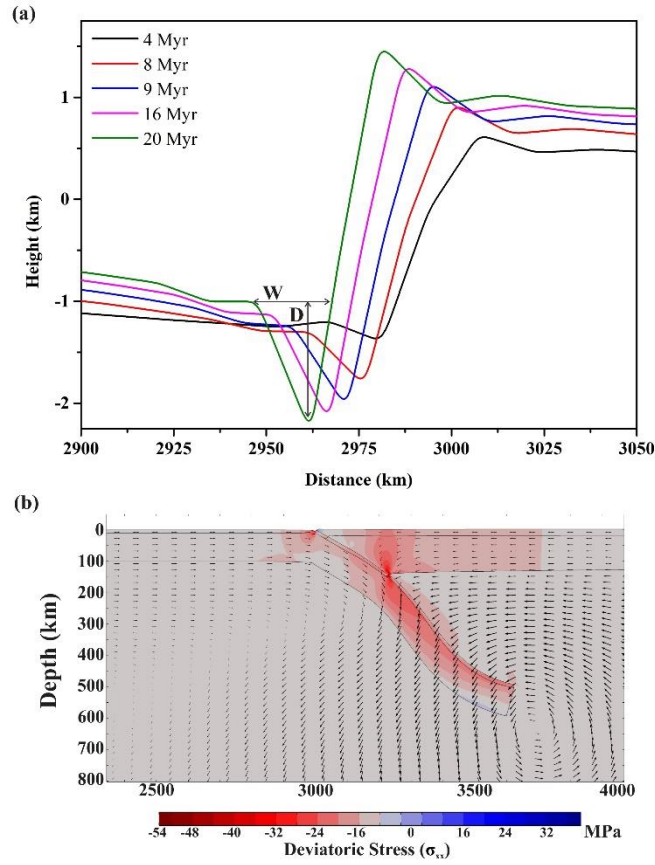 (a)
4 Myr
8 Myr
9 Myr
16 Myr
20 Myr
1
0
-1
-2
Height (km)
W
D
2900 2925 2950 2975 3000 3025 3050
Distance (km)
(b)
0
100
200
300
400
500
600
700
800
Depth (km)
2500 3000 3500 4000
-54 -48 -40 -32 -24 -16 -8 0 16 24 32 MPa
Deviatoric Stress (σxx)